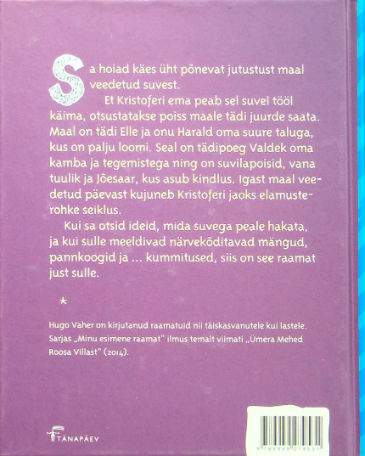 Sa hoiad käes üht põnevat jutustust maal
veedetud suvest.
Et Kristoferi ema peab sel suvel tööl
käima, otsustatakse poiss maale tädi juurde saata.
Maal on tädi Elle ja onu Harald oma suure taluga,
kus on palju loomi. Seal on tädipoeg Valdek oma
kamba ja tegemistega ning on suvilapoisid, vana
tuulik ja Jõesaar, kus asub kindlus. Igast maal vee-
detud päevast kujuneb Kristoferi jaoks elamuste-
rohke seiklus.
Kui sa otsid ideid, mida suvega peale hakata,
ja kui sulle meeldivad närvekõditavad mängud,
pannkoogid ja ... kummitused, siis on see raamat
just sulle.
*
Hugo Vaher on kirjutanud raamatuid nii täiskasvanutele kui lastele.
Sarjas „Minu esimene raamat" ilmus temalt viimati „Ümera Mehed
Roosa Villast" (2014).
TÄNAPÄEV